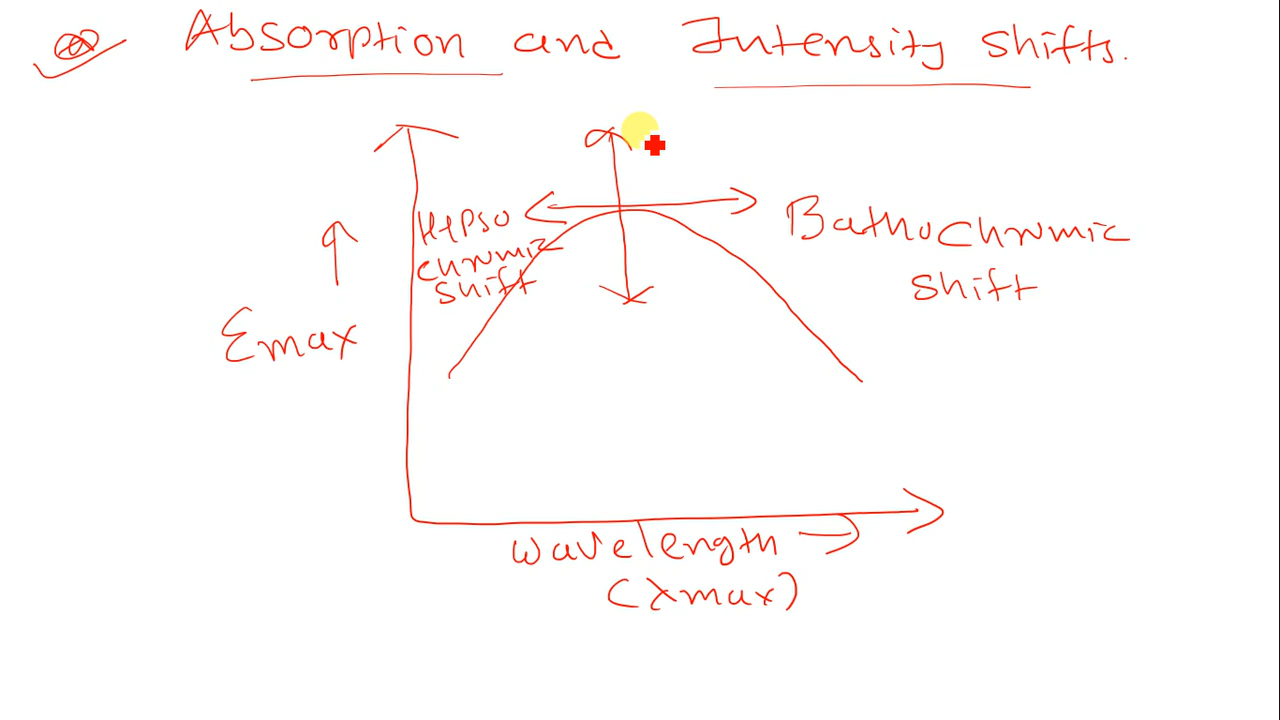 Absorption and Intensity shifts.
Hypso
chromic
shift
Bathochromic
shift
Emax
wavelength
(λmax)